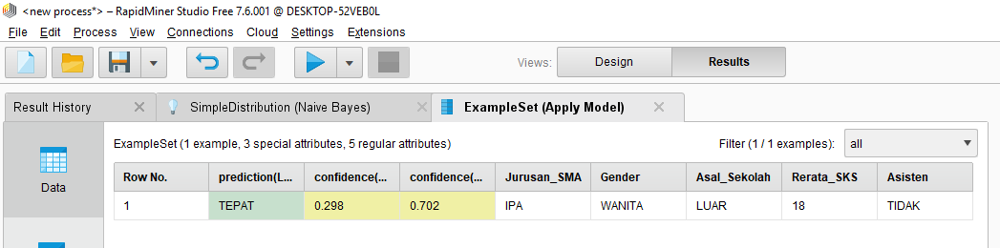 <new process*> – RapidMiner Studio Free 7.6.001 @ DESKTOP-52VEB0L
File Edit Process View Connections Cloud Settings Extensions
Views: Design Results
Result History SimpleDistribution (Naive Bayes) ExampleSet (Apply Model)
ExampleSet (1 example, 3 special attributes, 5 regular attributes) Filter (1 / 1 examples): all
Data
Row No. prediction(L... confidence(... confidence(... Jurusan_SMA Gender Asal_Sekolah Rerata_SKS Asisten
1 TEPAT 0.298 0.702 IPA WANITA LUAR 18 TIDAK